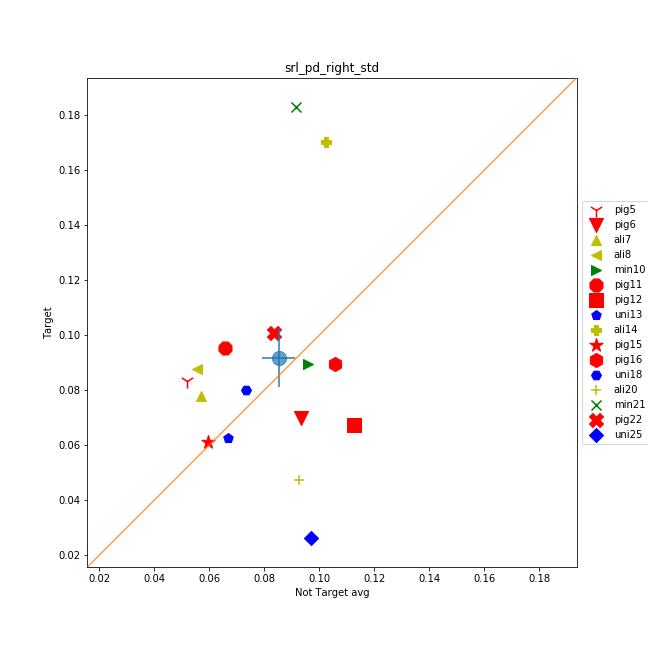 srl_pd_right_std
0.18
0.16
0.14
0.12
0.10
0.08
0.06
0.04
0.02
Target
0.02 0.04 0.06 0.08 0.10 0.12 0.14 0.16 0.18
Not Target avg
pig5
pig6
ali7
ali8
min10
pig11
pig12
uni13
ali14
pig15
pig16
uni18
ali20
min21
pig22
uni25